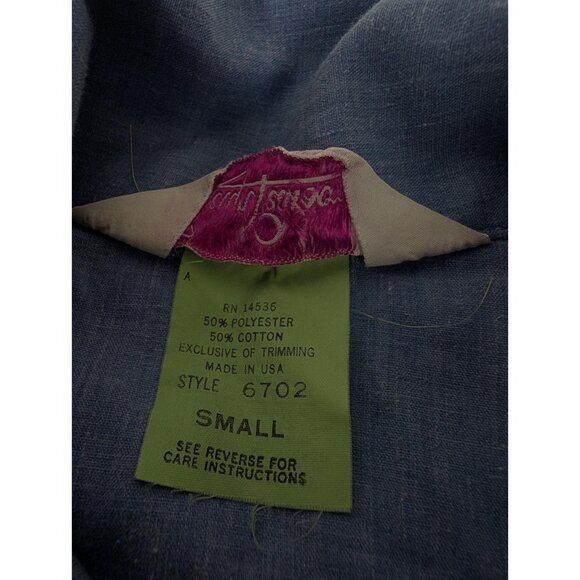 A
RN 14536
50% POLYESTER
50% COTTON
EXCLUSIVE OF TRIMMING
MADE IN USA
STYLE 6702
SMALL
SEE REVERSE FOR
CARE INSTRUCTIONS